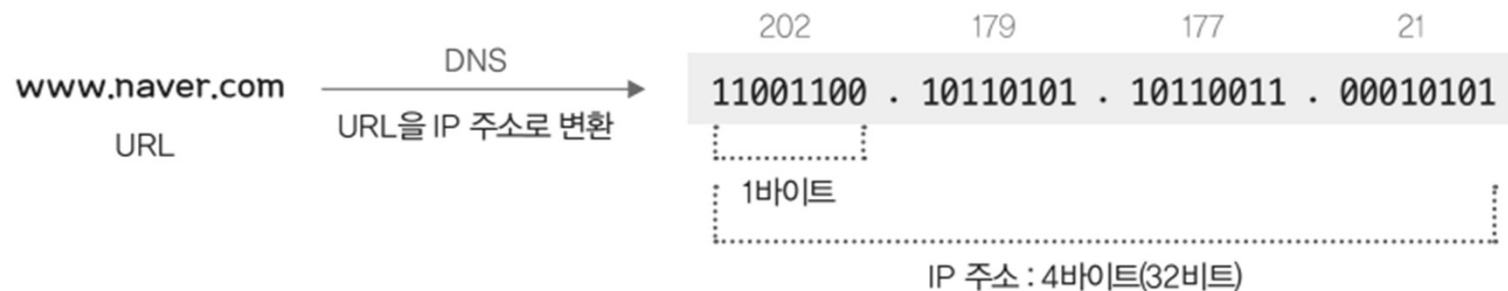 202 179 177 21
www.naver.com
DNS
11001100 . 10110101 . 10110011 . 00010101
URL
URL을 IP 주소로 변환
1바이트
IP 주소 : 4바이트(32비트)